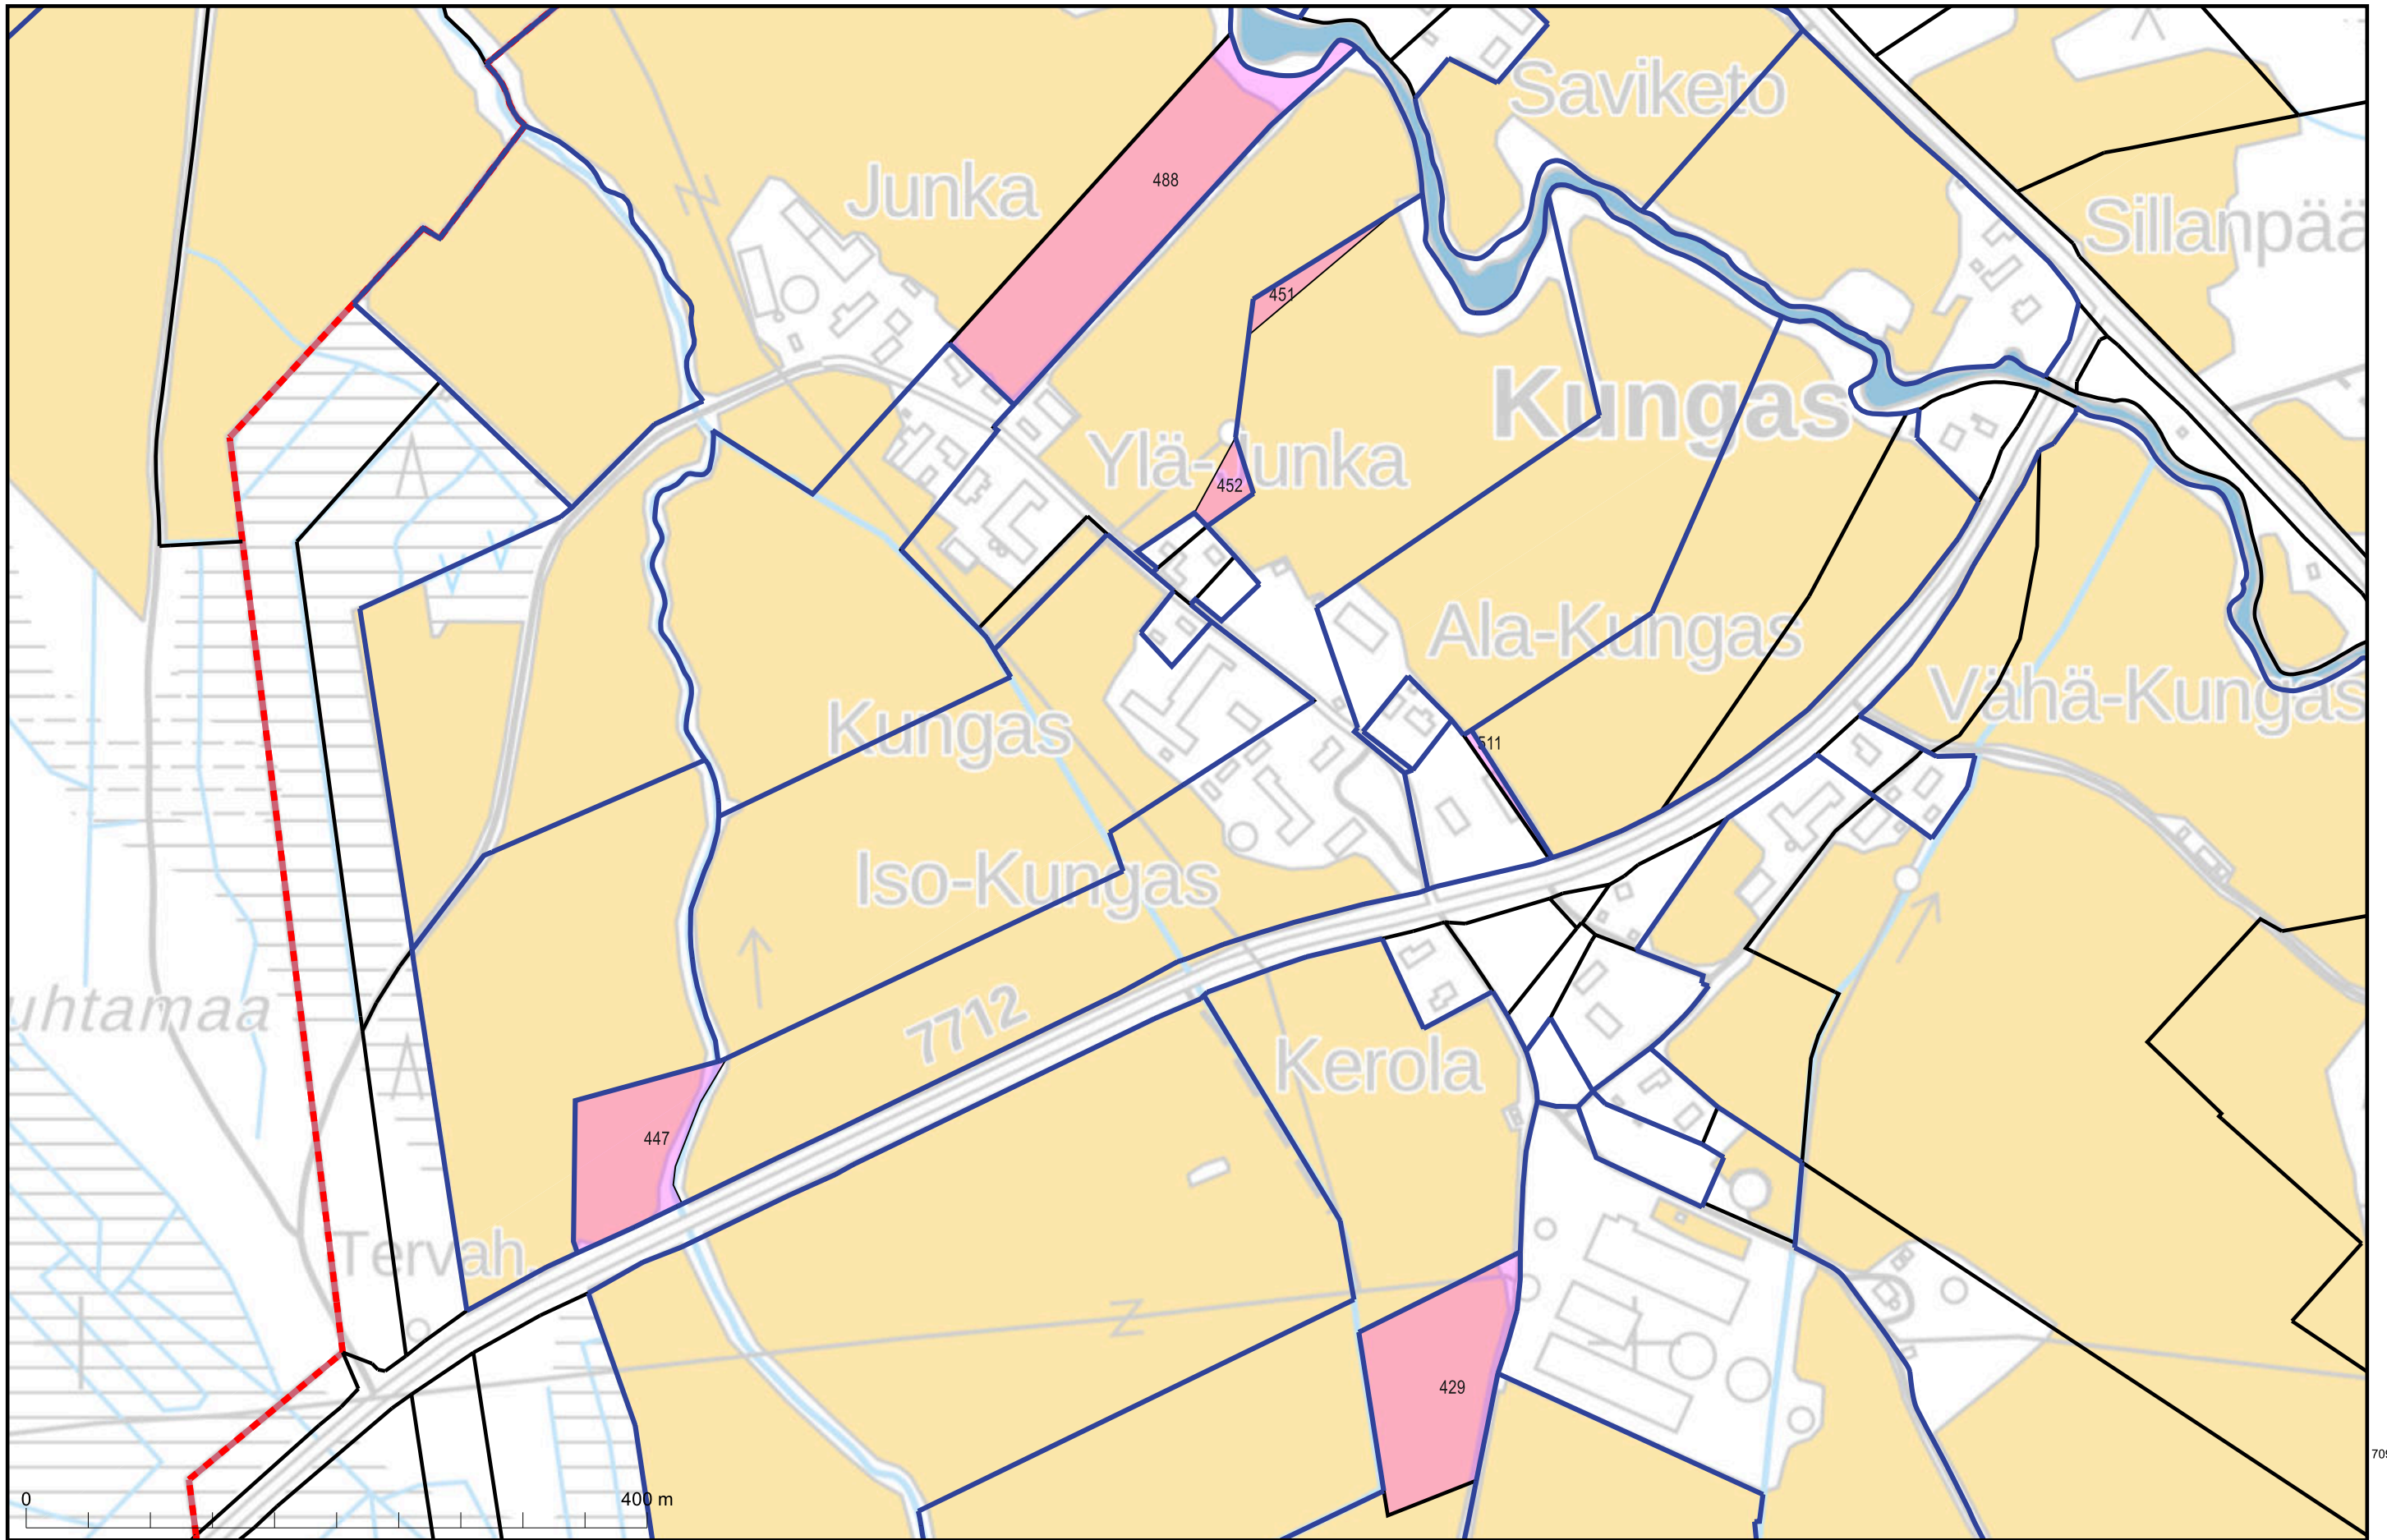 Saviketo
488
Junka
Sillanpää
451
Kungas
Ylä-Junka
452
Ala-Kungas
Vähä-Kungas
Kungas
511
Iso-Kungas
uhtamaa
7712
Kerola
447
Tervah.
429
709
0
400 m